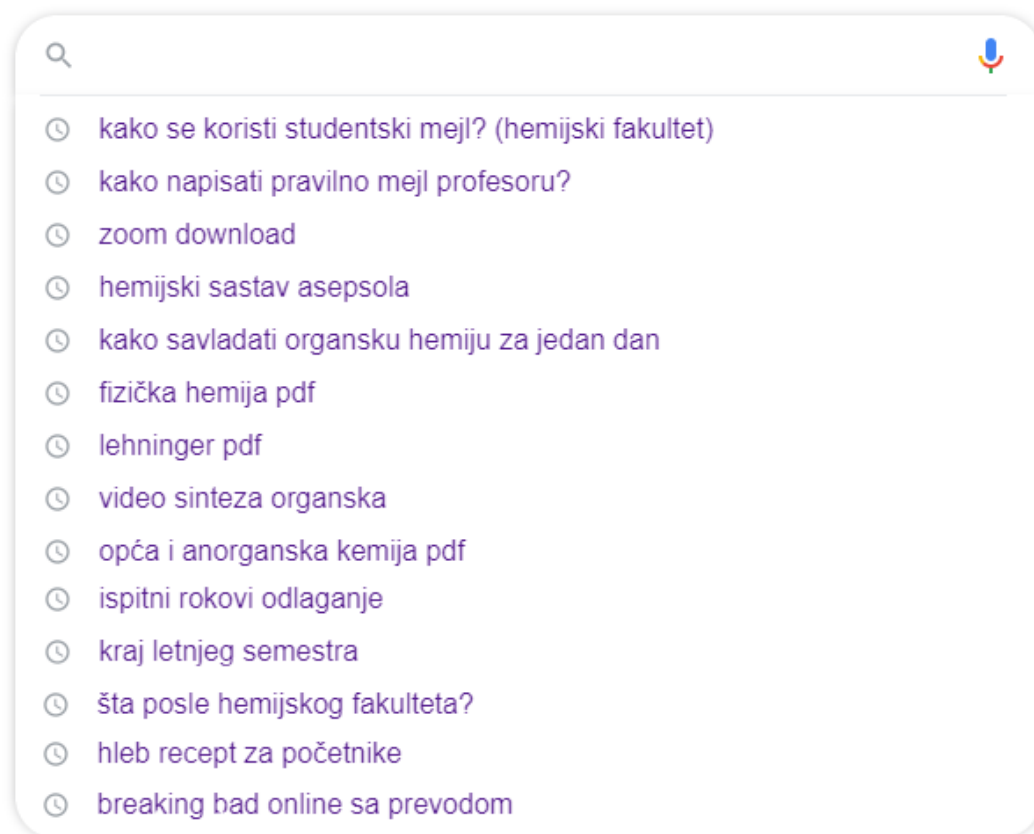 kako se koristi studentski mejl? (hemijski fakultet)
kako napisati pravilno mejl profesoru?
zoom download
hemijski sastav asepsola
kako savladati organsku hemiju za jedan dan
fizička hemija pdf
lehninger pdf
video sinteza organska
opća i anorganska kemija pdf
ispitni rokovi odlaganje
kraj letnjeg semestra
šta posle hemijskog fakulteta?
hleb recept za početnike
breaking bad online sa prevodom